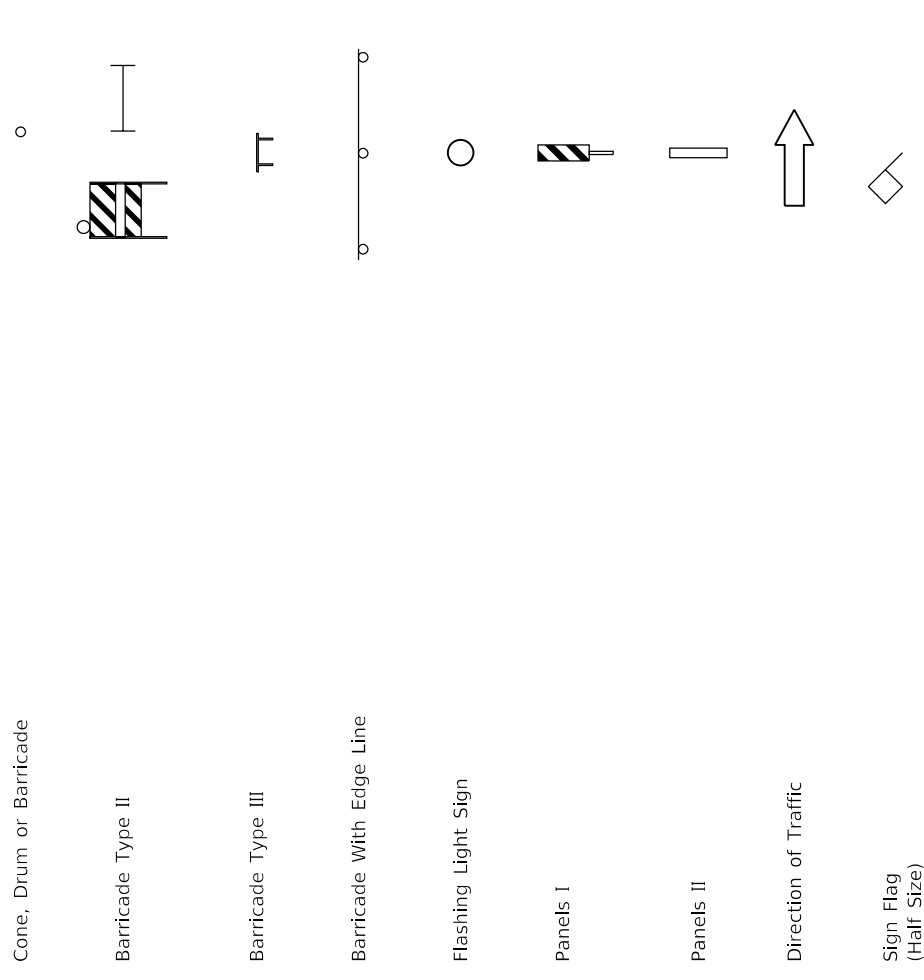 Cone, Drum or Barricade
Barricade Type II
Barricade Type III
Barricade With Edge Line
Flashing Light Sign
Panels I
Panels II
Direction of Traffic
Sign Flag
(Half Size)